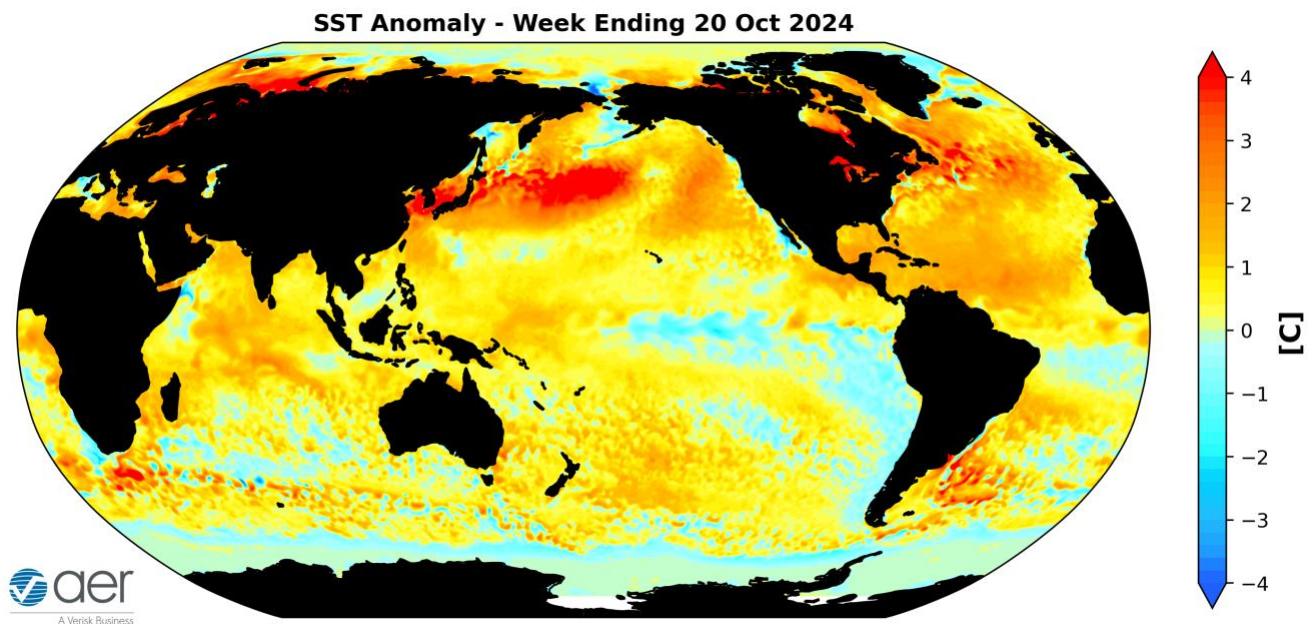 SST Anomaly - Week Ending 20 Oct 2024
4
3
2
1
0
−1
−2
−3
−4
[C]
aer
A Verisk Business